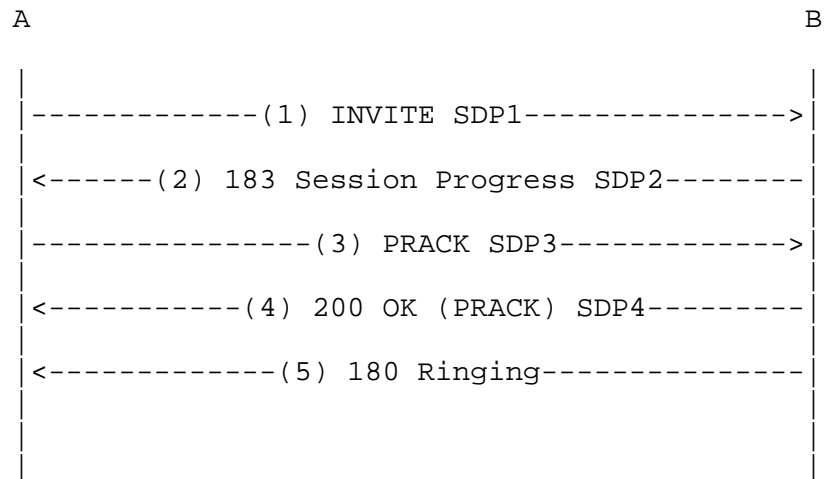 A B
|-------------(1) INVITE SDP1--------------->|
|<------(2) 183 Session Progress SDP2--------|
|----------------(3) PRACK SDP3------------->|
|<-----------(4) 200 OK (PRACK) SDP4---------|
|<-------------(5) 180 Ringing---------------|